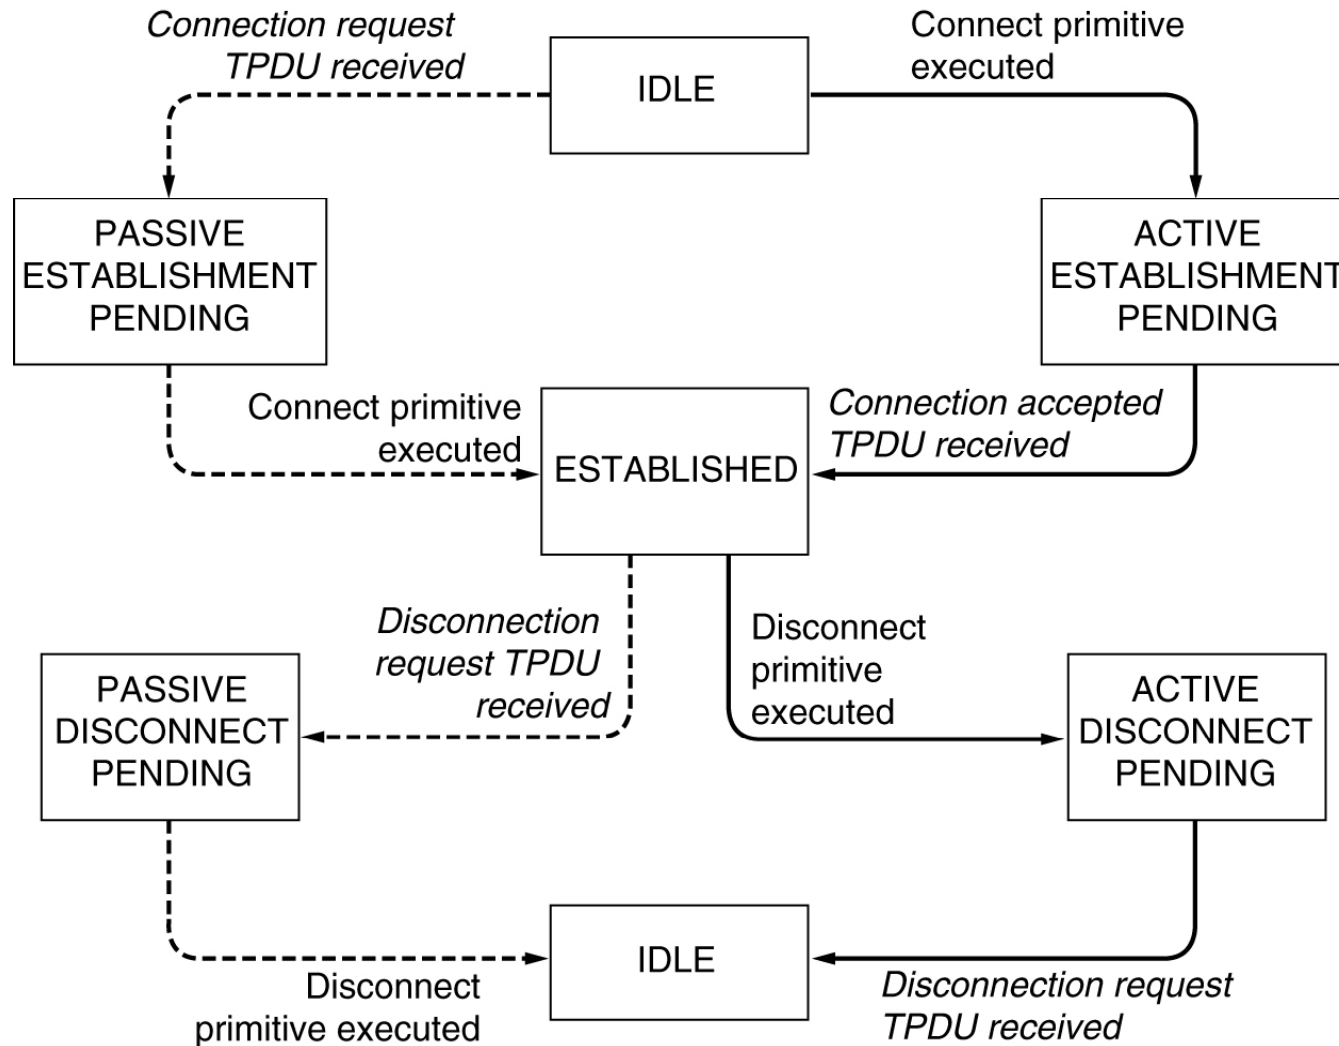 Connection request
TPDU received
IDLE
Connect primitive
executed
PASSIVE
ESTABLISHMENT
PENDING
ACTIVE
ESTABLISHMENT
PENDING
Connect primitive
executed
ESTABLISHED
Connection accepted
TPDU received
Disconnection
request TPDU
received
Disconnect
primitive
executed
PASSIVE
DISCONNECT
PENDING
ACTIVE
DISCONNECT
PENDING
IDLE
Disconnect
primitive executed
Disconnection request
TPDU received